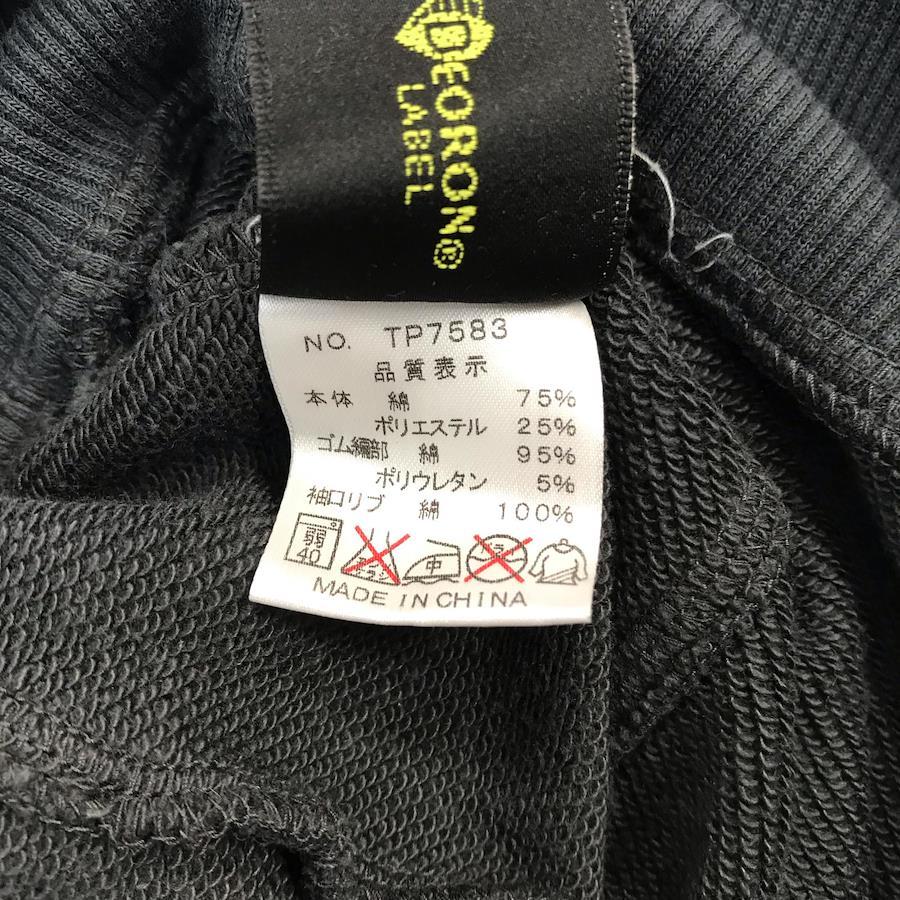 LABEL
NO. TP7583
品質表示
本体 綿 75%
ポリエステル 25%
ゴム編部 綿 95%
ポリウレタン 5%
袖口リブ 綿 100%
弱 40 中
MADE IN CHINA